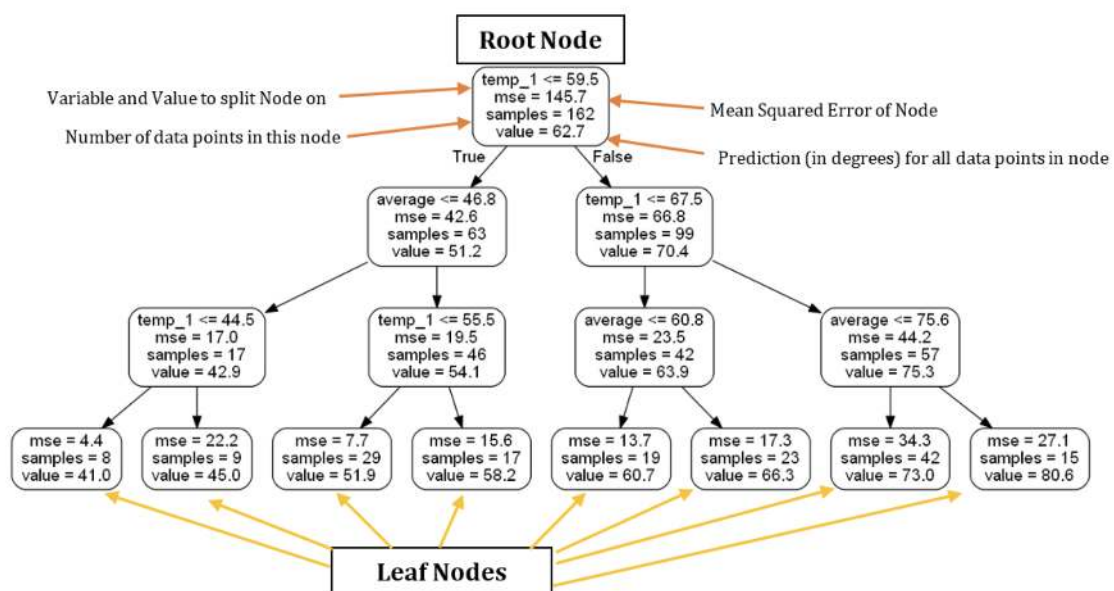 Root Node
temp_1 <= 59.5
mse = 145.7
samples = 162
value = 62.7
Variable and Value to split Node on
Number of data points in this node
Mean Squared Error of Node
Prediction (in degrees) for all data points in node
True
False
average <= 46.8
mse = 42.6
samples = 63
value = 51.2
temp_1 <= 67.5
mse = 66.8
samples = 99
value = 70.4
temp_1 <= 44.5
mse = 17.0
samples = 17
value = 42.9
temp_1 <= 55.5
mse = 19.5
samples = 46
value = 54.1
average <= 60.8
mse = 23.5
samples = 42
value = 63.9
average <= 75.6
mse = 44.2
samples = 57
value = 75.3
mse = 4.4
samples = 8
value = 41.0
mse = 22.2
samples = 9
value = 45.0
mse = 7.7
samples = 29
value = 51.9
mse = 15.6
samples = 17
value = 58.2
mse = 13.7
samples = 19
value = 60.7
mse = 17.3
samples = 23
value = 66.3
mse = 34.3
samples = 42
value = 73.0
mse = 27.1
samples = 15
value = 80.6
Leaf Nodes